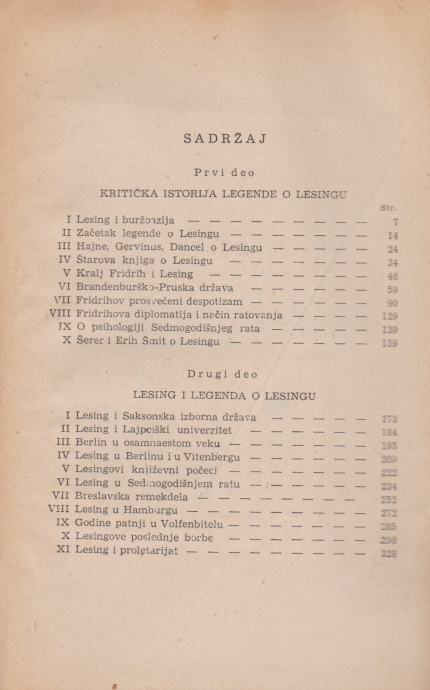 SADRŽAJ
Prvi deo
KRITIČKA ISTORIJA LEGENDE O LESINGU
Str.
I Lesing i buržoazija — — — — — — — — — 7
II Začetak legende o Lesingu — — — — — — — 14
III Hajne, Gervinus, Dancel o Lesingu — — — — — 24
IV Štarova knjiga o Lesingu — — — — — — — 34
V Kralj Fridrih i Lesing — — — — — — — — 46
VI Brandenburško-Pruska država — — — — — — 59
VII Fridrihov prosvećeni despotizam — — — — — — 90
VIII Fridrihova diplomatija i način ratovanja — — — — 129
IX O psihologiji Sedmogodišnjeg rata — — — — — 139
X Šerer i Erih Šmit o Lesingu — — — — — — — 159
Drugi deo
LESING I LEGENDA O LESINGU
I Lesing i Saksonska izborna država — — — — — 173
II Lesing i Lajpciški univerzitet — — — — — — — 184
III Berlin u osamnaestom veku — — — — — — — 195
IV Lesing u Berlinu i u Vitenbergu — — — — — — 209
V Lesingovi književni počeci — — — — — — — 222
VI Lesing u Sedmogodišnjem ratu — — — — — — 234
VII Breslavska remekdela — — — — — — — — 252
VIII Lesing u Hamburgu — — — — — — — — — 272
IX Godine patnji u Volfenbitelu — — — — — — — 285
X Lesingove poslednje borbe — — — — — — — 298
XI Lesing i proletarijat — — — — — — — — — 328